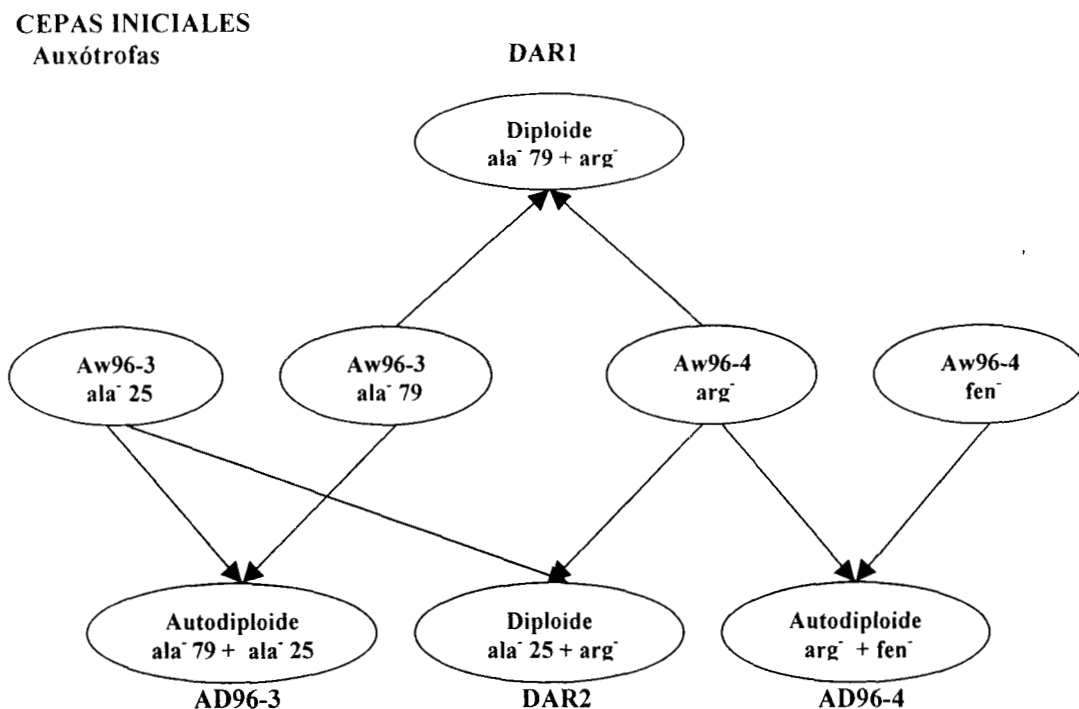 CEPAS INICIALES
Auxótrofas
DAR1
Diploide
ala⁻ 79 + arg⁻
Aw96-3
ala⁻ 25
Aw96-3
ala⁻ 79
Aw96-4
arg⁻
Aw96-4
fen⁻
Autodiploide
ala⁻ 79 + ala⁻ 25
AD96-3
Diploide
ala⁻ 25 + arg⁻
DAR2
Autodiploide
arg⁻ + fen⁻
AD96-4